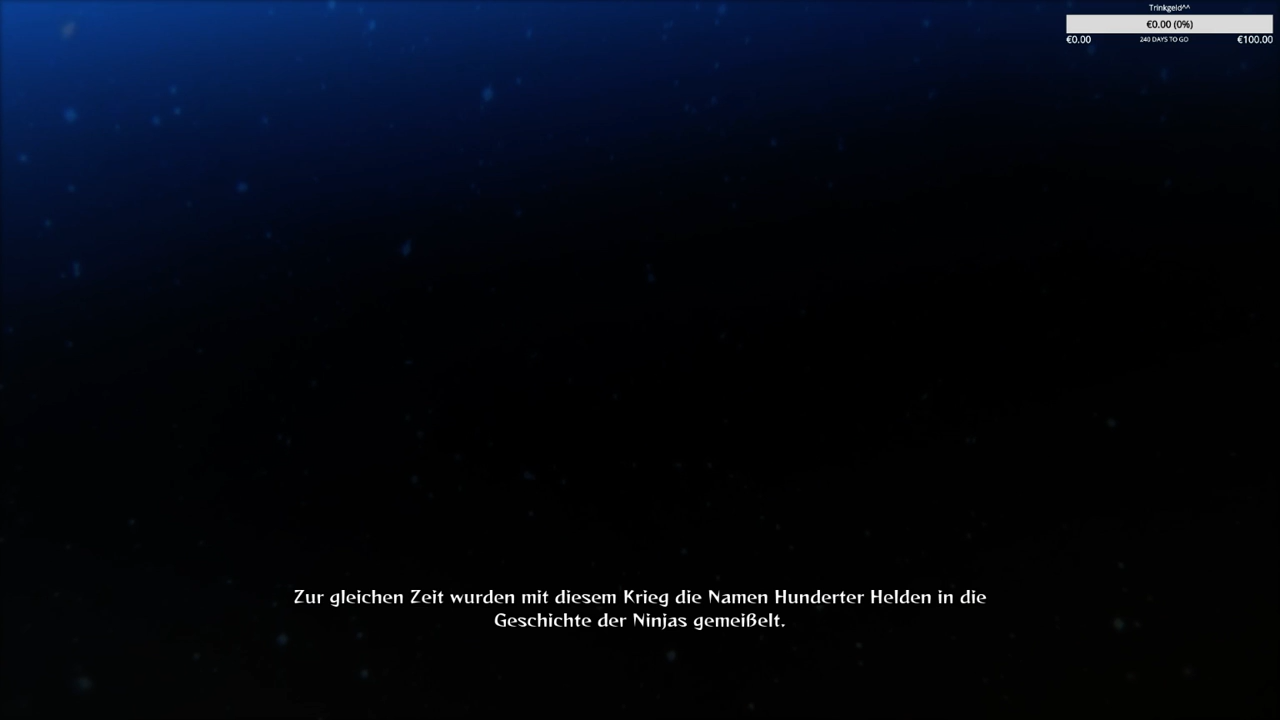 Trinkgeld^^
€0.00 (0%)
€0.00 240 DAYS TO GO €100.00
Zur gleichen Zeit wurden mit diesem Krieg die Namen Hunderter Helden in die
Geschichte der Ninjas gemeißelt.